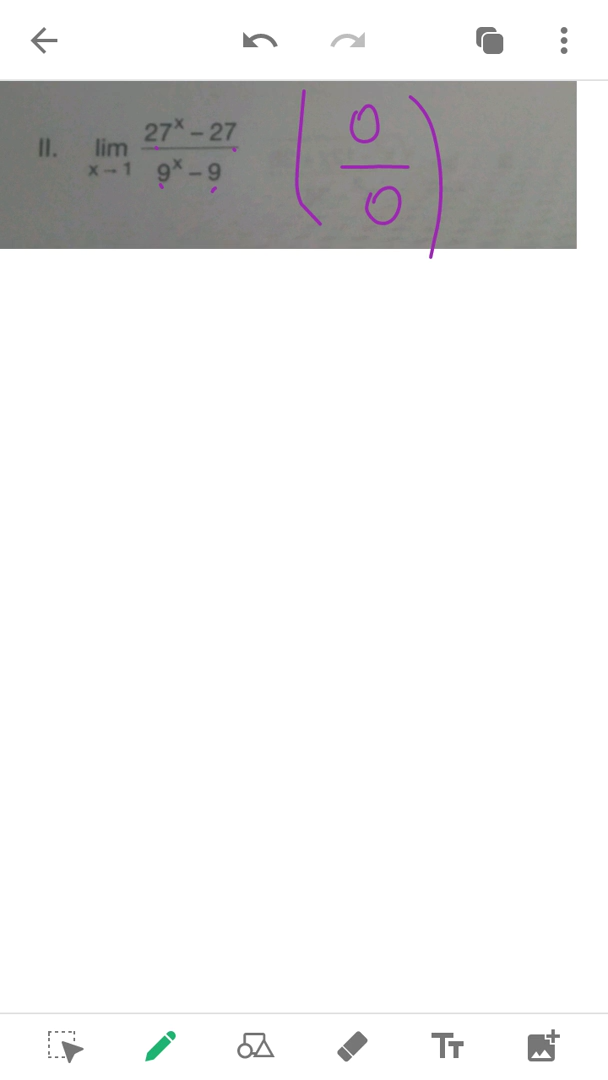 II. lim x→1 27^x − 27 / 9^x − 9 ( 0 / 0 )